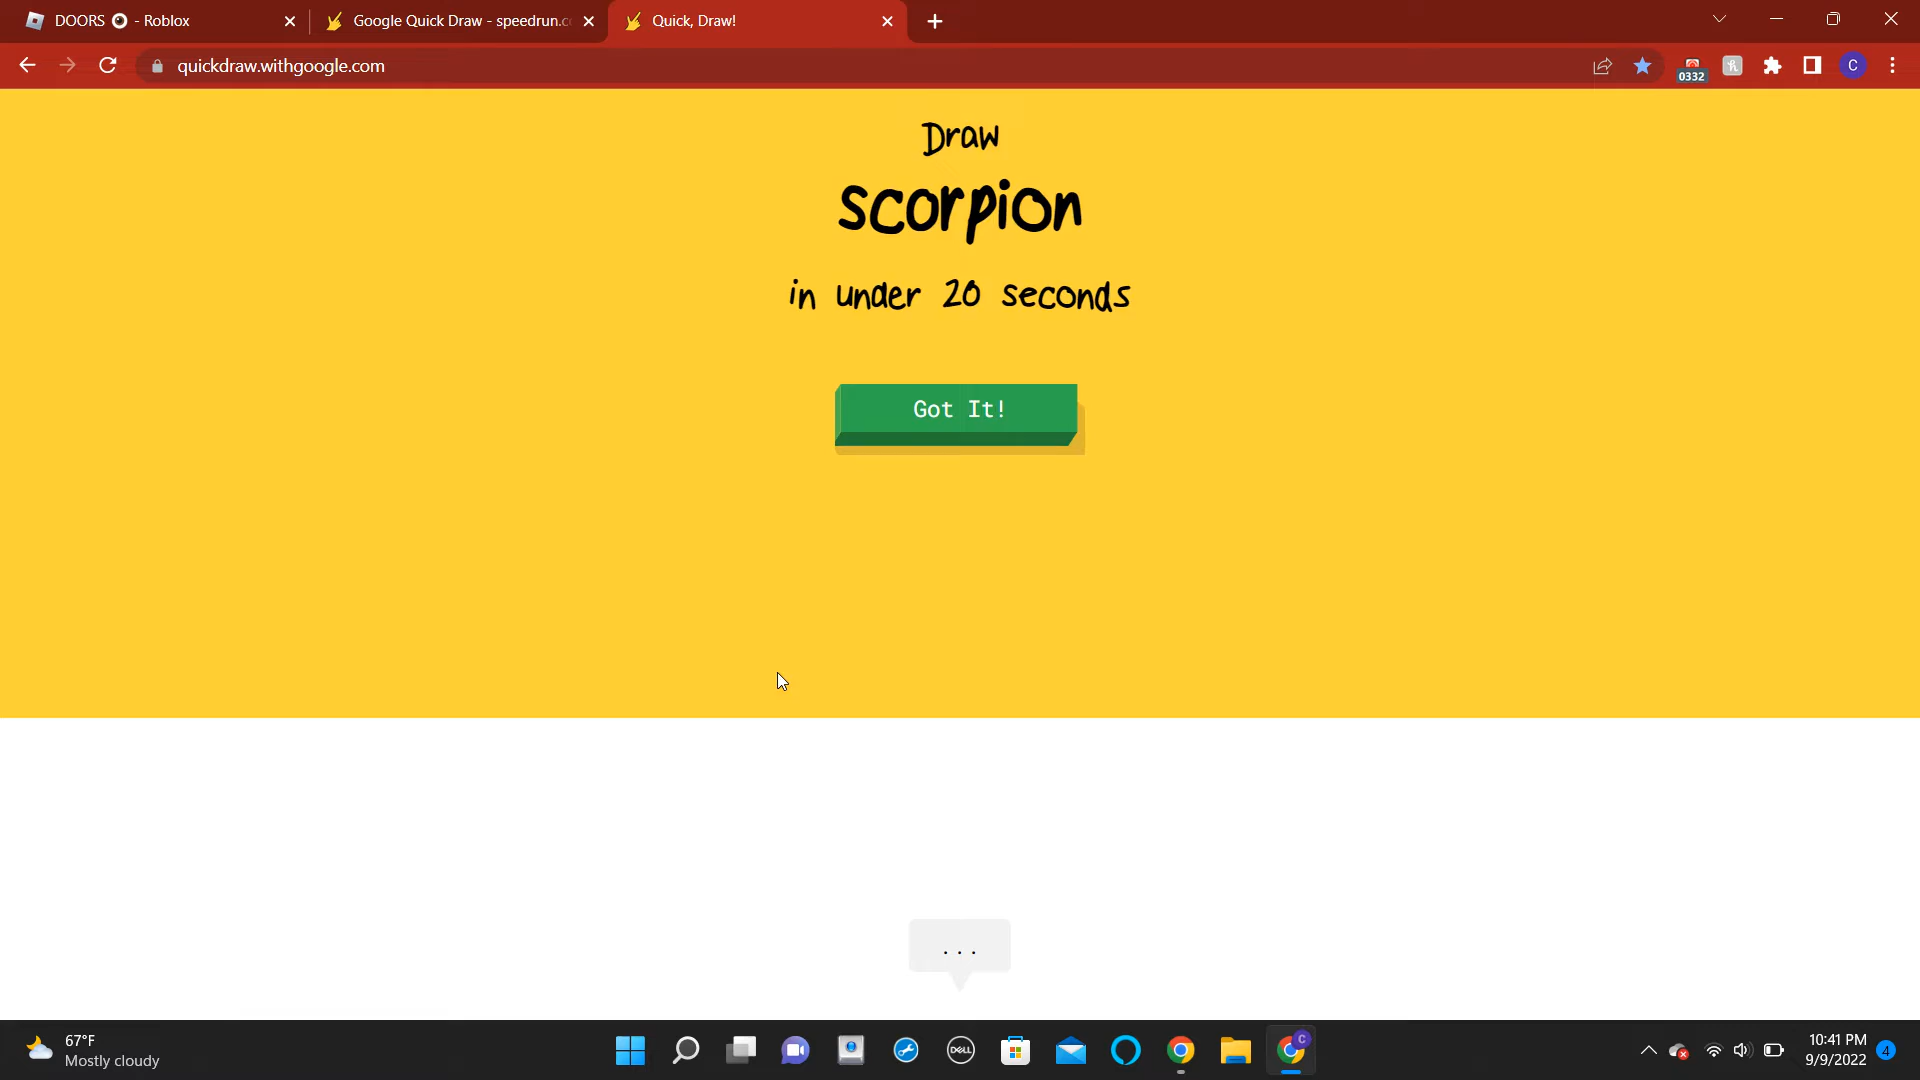 DOORS - Roblox
Google Quick Draw - speedrun.c
Quick, Draw!
quickdraw.withgoogle.com
0332
C
Draw
scorpion
in under 20 seconds
Got It!
...
67°F
Mostly cloudy
DELL
C
10:41 PM
9/9/2022
4